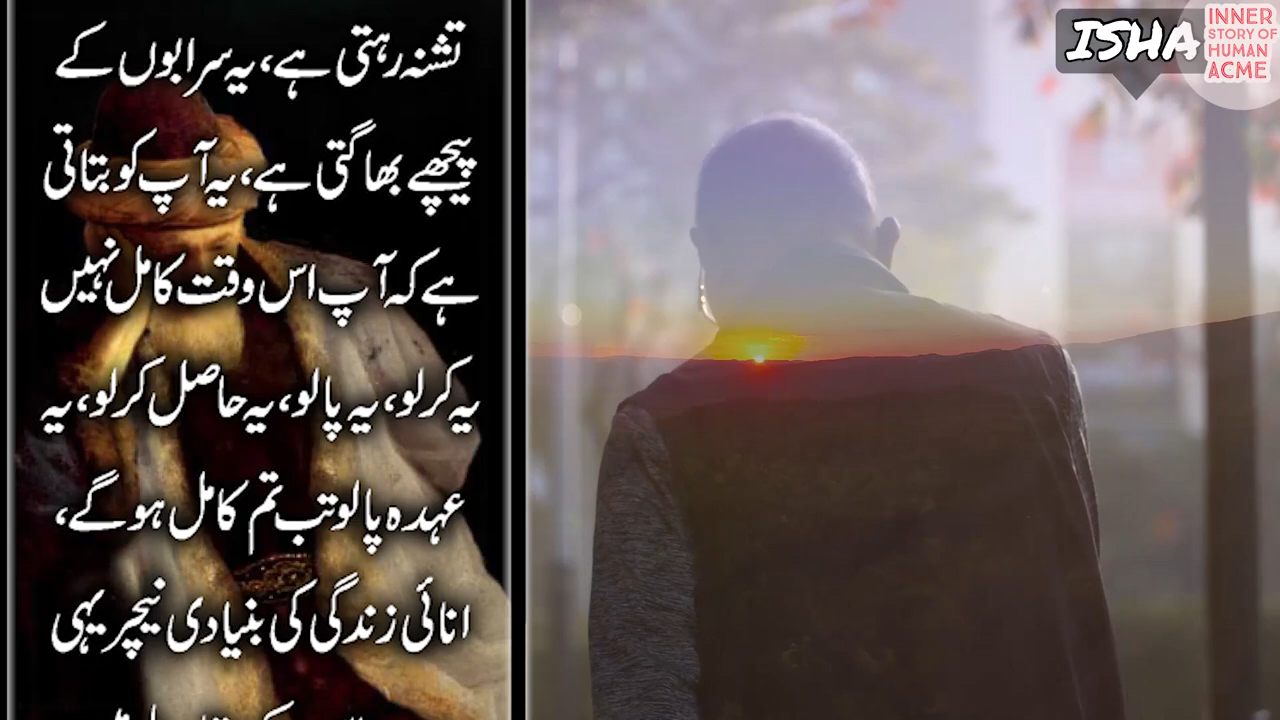 تشنہ رہتی ہے، یہ سرابوں کے
پیچھے بھاگتی ہے، یہ آپ کو بتاتی
ہے کہ آپ اس وقت کامل نہیں
یہ کرلو، یہ پالو، یہ حاصل کرلو، یہ
عہدہ پالو تب تم کامل ہوگے،
انائی زندگی کی بنیادی نیچر یہی
ISHA
INNER
STORY OF
HUMAN
ACME